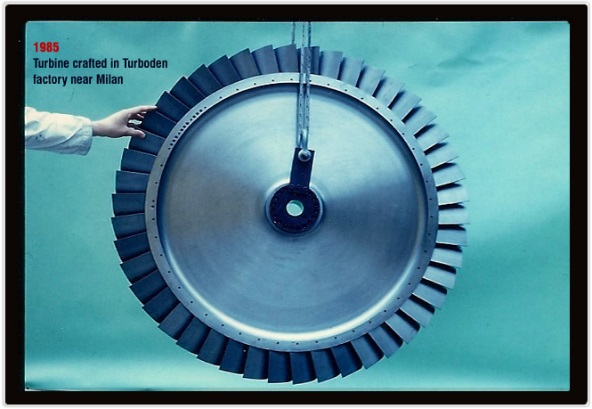 1985
Turbine crafted in Turboden
factory near Milan